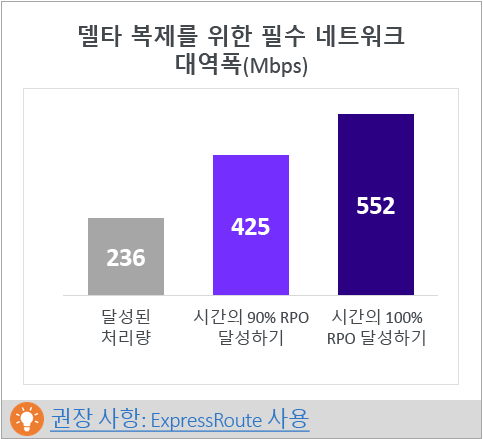 델타 복제를 위한 필수 네트워크
대역폭(Mbps)
236
425
552
달성된
처리량
시간의 90% RPO
달성하기
시간의 100%
RPO 달성하기
권장 사항: ExpressRoute 사용